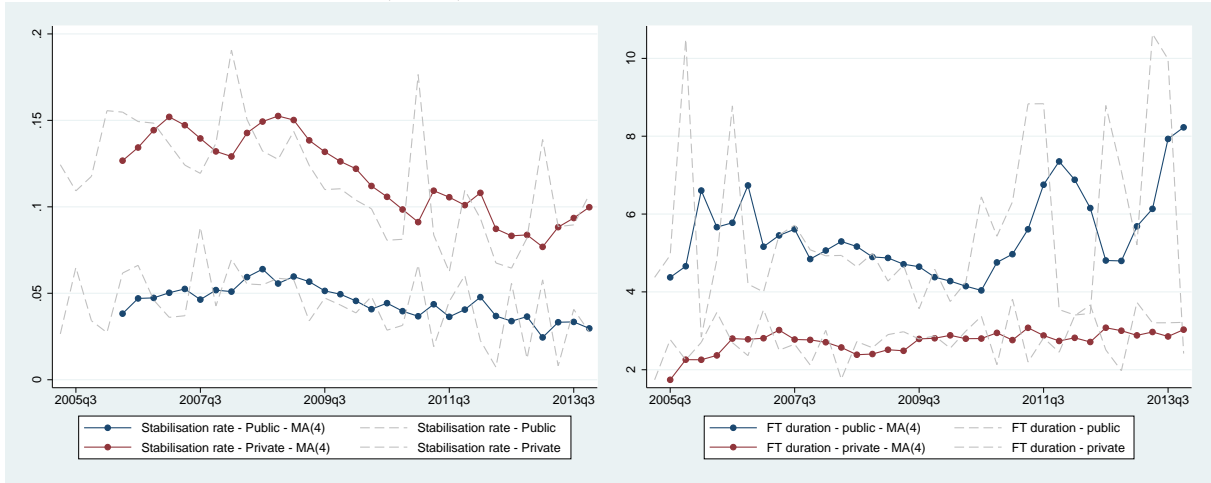 .2
.15
.1
.05
0
2005q3 2007q3 2009q3 2011q3 2013q3
Stabilisation rate - Public - MA(4) Stabilisation rate - Public
Stabilisation rate - Private - MA(4) Stabilisation rate - Private
10
8
6
4
2
2005q3 2007q3 2009q3 2011q3 2013q3
FT duration - public - MA(4) FT duration - public
FT duration - private - MA(4) FT duration - private